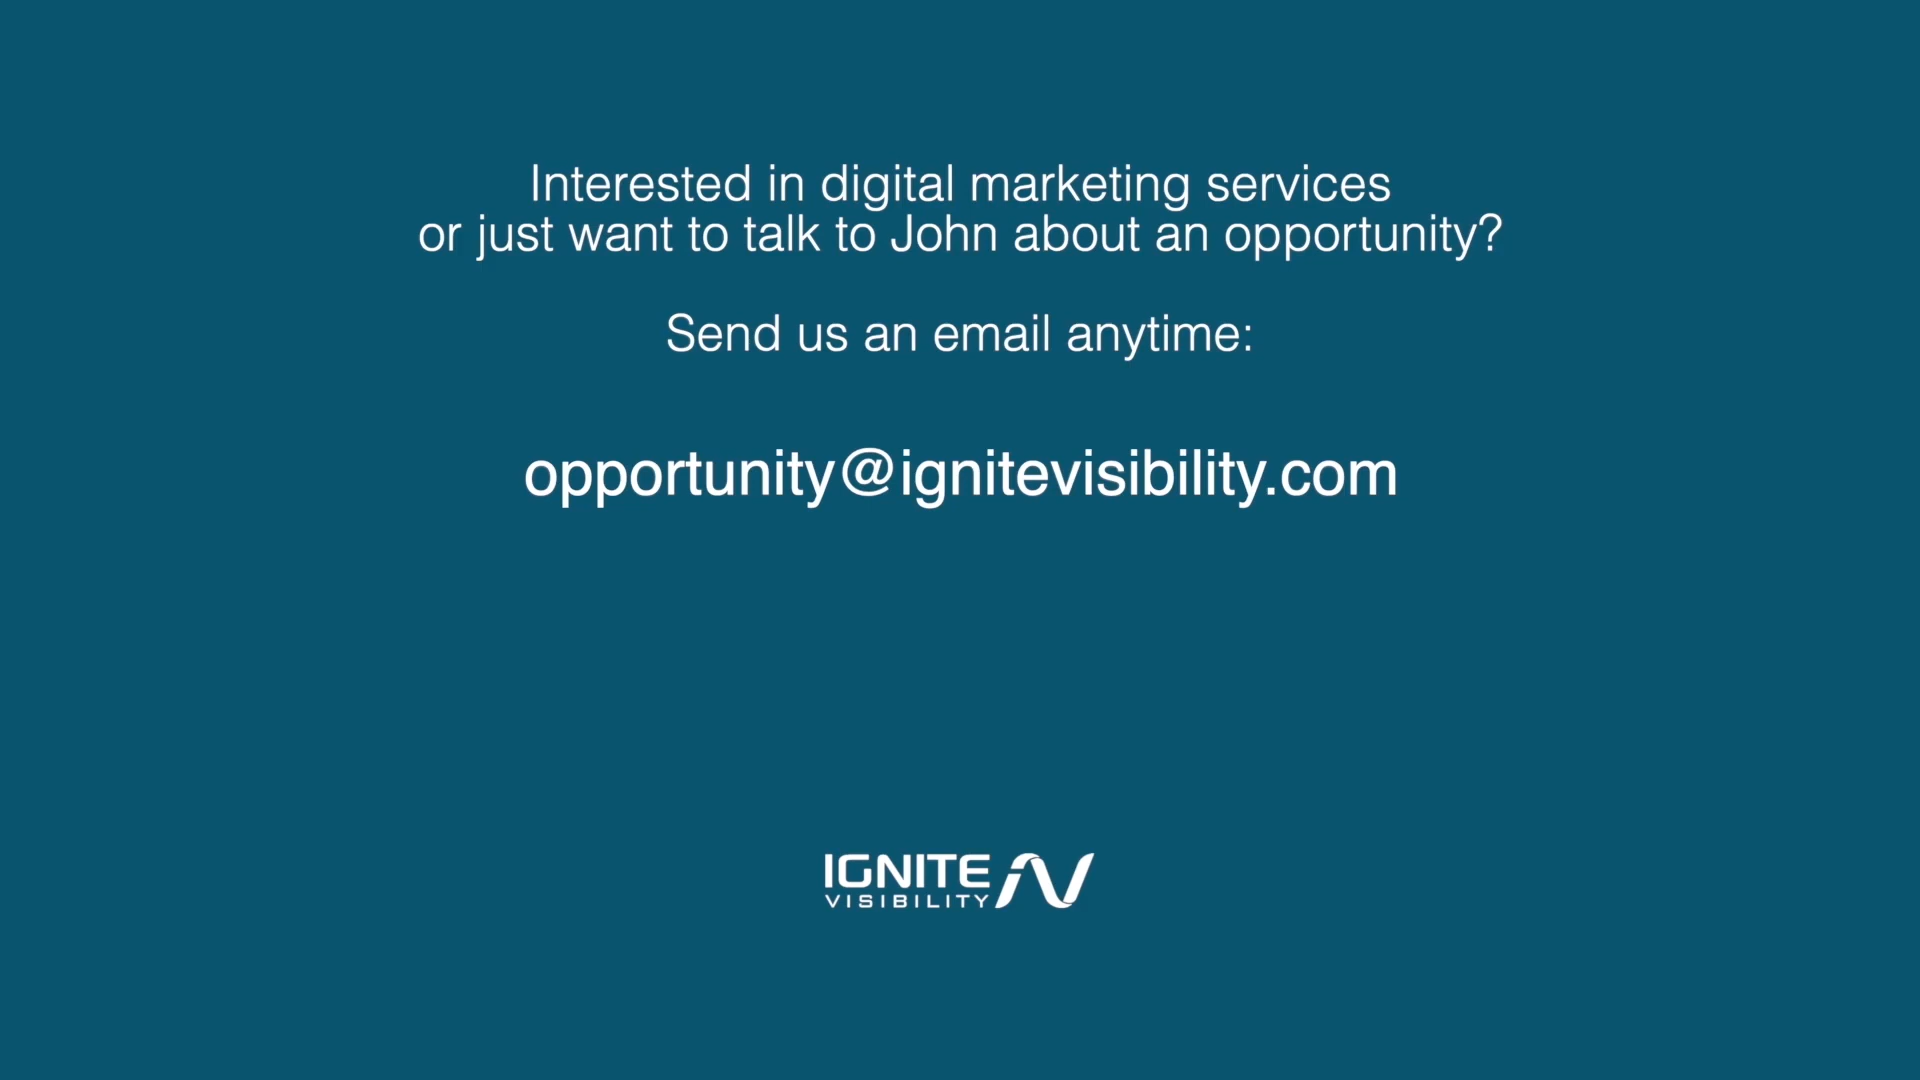 Interested in digital marketing services
or just want to talk to John about an opportunity?
Send us an email anytime:
opportunity@ignitevisibility.com
IGNITE
VISIBILITY